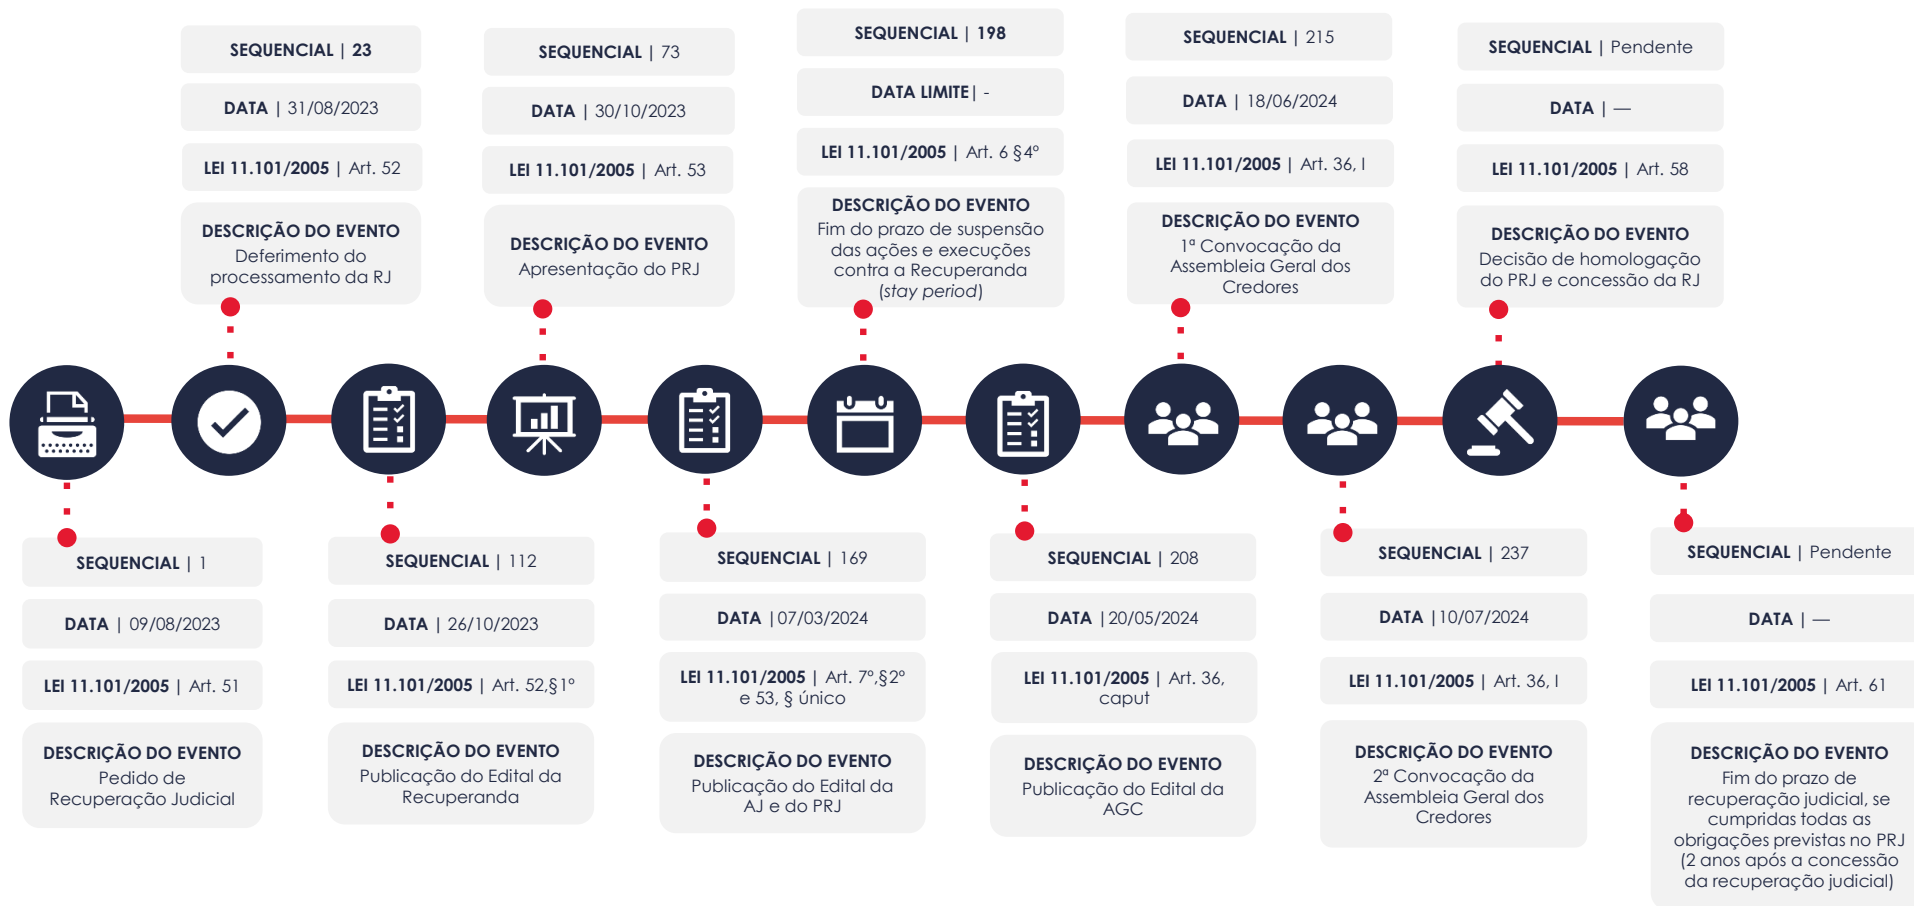 SEQUENCIAL | 23
DATA | 31/08/2023
LEI 11.101/2005 | Art. 52
DESCRIÇÃO DO EVENTO
Deferimento do
processamento da RJ
SEQUENCIAL | 73
DATA | 30/10/2023
LEI 11.101/2005 | Art. 53
DESCRIÇÃO DO EVENTO
Apresentação do PRJ
SEQUENCIAL | 198
DATA LIMITE| -
LEI 11.101/2005 | Art. 6 §4º
DESCRIÇÃO DO EVENTO
Fim do prazo de suspensão
das ações e execuções
contra a Recuperanda
(stay period)
SEQUENCIAL | 215
DATA | 18/06/2024
LEI 11.101/2005 | Art. 36, I
DESCRIÇÃO DO EVENTO
1ª Convocação da
Assembleia Geral dos
Credores
SEQUENCIAL | Pendente
DATA | —
LEI 11.101/2005 | Art. 58
DESCRIÇÃO DO EVENTO
Decisão de homologação
do PRJ e concessão da RJ
SEQUENCIAL | 1
DATA | 09/08/2023
LEI 11.101/2005 | Art. 51
DESCRIÇÃO DO EVENTO
Pedido de
Recuperação Judicial
SEQUENCIAL | 112
DATA | 26/10/2023
LEI 11.101/2005 | Art. 52,§1º
DESCRIÇÃO DO EVENTO
Publicação do Edital da
Recuperanda
SEQUENCIAL | 169
DATA |07/03/2024
LEI 11.101/2005 | Art. 7º,§2º
e 53, § único
DESCRIÇÃO DO EVENTO
Publicação do Edital da
AJ e do PRJ
SEQUENCIAL | 208
DATA |20/05/2024
LEI 11.101/2005 | Art. 36,
caput
DESCRIÇÃO DO EVENTO
Publicação do Edital da
AGC
SEQUENCIAL | 237
DATA |10/07/2024
LEI 11.101/2005 | Art. 36, I
DESCRIÇÃO DO EVENTO
2ª Convocação da
Assembleia Geral dos
Credores
SEQUENCIAL | Pendente
DATA | —
LEI 11.101/2005 | Art. 61
DESCRIÇÃO DO EVENTO
Fim do prazo de
recuperação judicial, se
cumpridas todas as
obrigações previstas no PRJ
(2 anos após a concessão
da recuperação judicial)